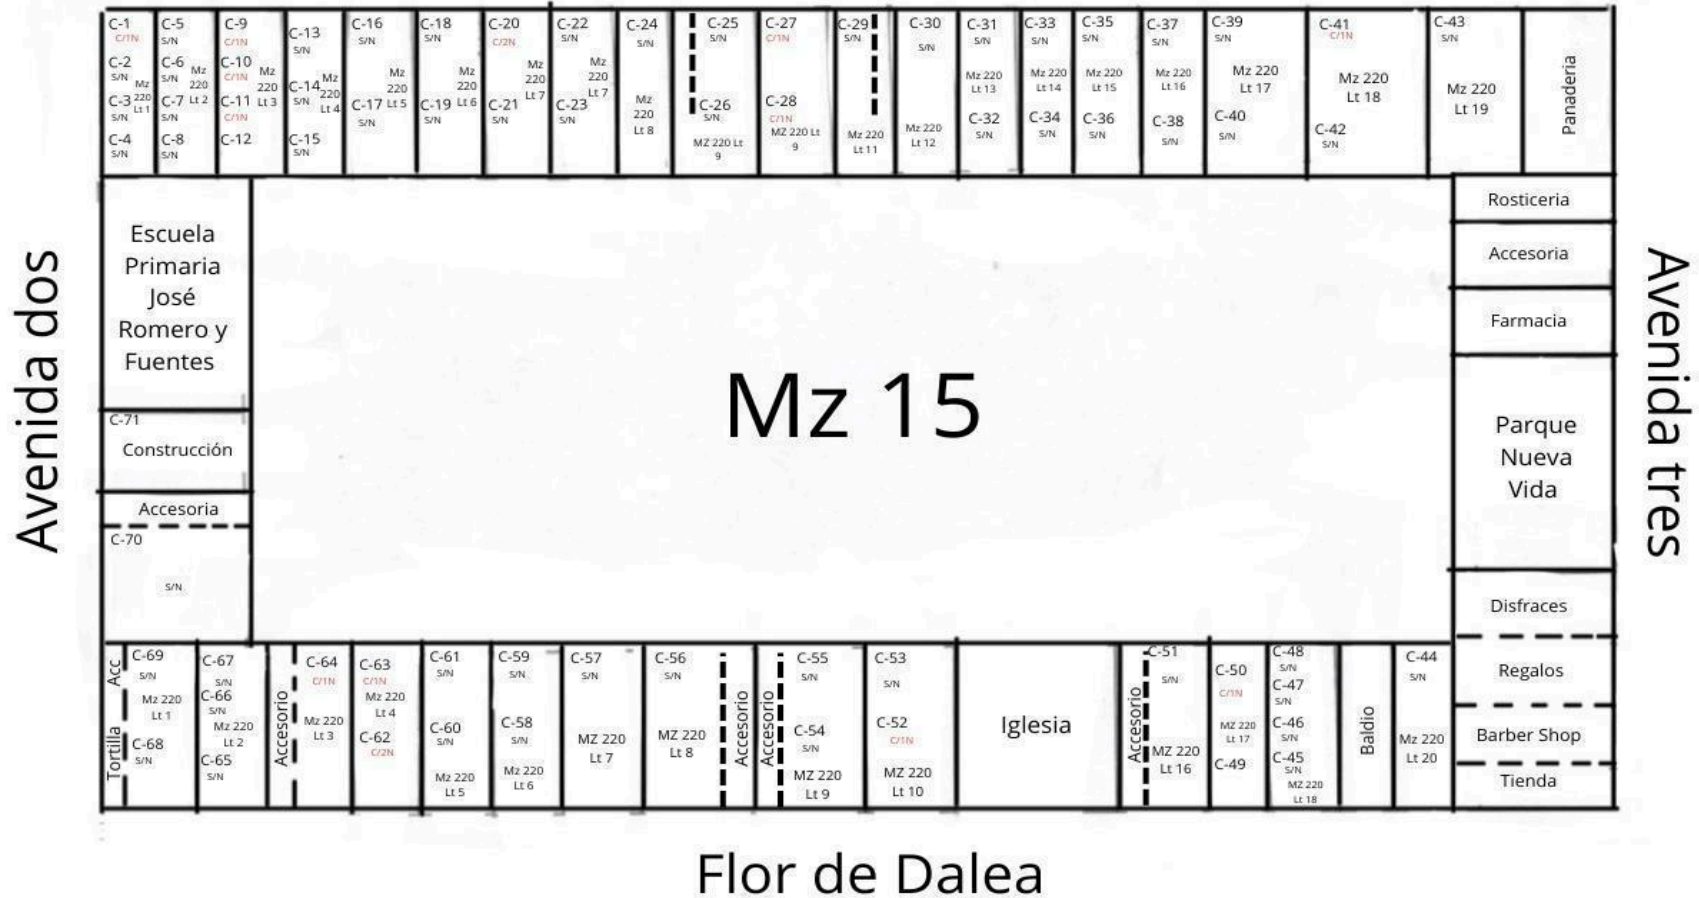 C-1
C/1N
C-2
S/N
C-3
S/N
C-4
S/N
Mz
220
Lt 1
C-5
S/N
C-6
S/N
C-7
S/N
C-8
S/N
Mz
220
Lt 2
C-9
C/1N
C-10
C/1N
C-11
C/1N
C-12
Mz
220
Lt 3
C-13
S/N
C-14
S/N
C-15
S/N
Mz
220
Lt 4
C-16
S/N
C-17
S/N
Mz
220
Lt 5
C-18
S/N
C-19
S/N
Mz
220
Lt 6
C-20
C/2N
C-21
S/N
Mz
220
Lt 7
C-22
S/N
C-23
S/N
Mz
220
Lt 7
C-24
S/N
Mz
220
Lt 8
C-25
S/N
C-26
S/N
MZ 220 Lt
9
C-27
C/1N
C-28
C/1N
MZ 220 Lt
9
C-29
S/N
Mz 220
Lt 11
C-30
S/N
Mz 220
Lt 12
C-31
S/N
Mz 220
Lt 13
C-32
S/N
C-33
S/N
Mz 220
Lt 14
C-34
S/N
C-35
S/N
Mz 220
Lt 15
C-36
S/N
C-37
S/N
Mz 220
Lt 16
C-38
S/N
C-39
S/N
Mz 220
Lt 17
C-40
S/N
C-41
C/1N
Mz 220
Lt 18
C-42
S/N
C-43
S/N
Mz 220
Lt 19
Panaderia
Avenida dos
Escuela
Primaria
José
Romero y
Fuentes
C-71
Construcción
Accesoria
C-70
S/N
Mz 15
Rosticeria
Accesoria
Farmacia
Parque
Nueva
Vida
Disfraces
Regalos
Barber Shop
Tienda
Avenida tres
Tortilla Acc
C-69
S/N
Mz 220
Lt 1
C-68
S/N
C-67
S/N
C-66
S/N
Mz 220
Lt 2
C-65
S/N
Accesorio
C-64
C/1N
Mz 220
Lt 3
C-63
C/1N
Mz 220
Lt 4
C-62
C/2N
C-61
S/N
C-60
S/N
Mz 220
Lt 5
C-59
S/N
C-58
S/N
Mz 220
Lt 6
C-57
S/N
MZ 220
Lt 7
C-56
S/N
MZ 220
Lt 8
Accesorio
Accesorio
C-55
S/N
C-54
S/N
MZ 220
Lt 9
C-53
S/N
C-52
C/1N
MZ 220
Lt 10
Iglesia
Accesorio
C-51
S/N
MZ 220
Lt 16
C-50
C/1N
MZ 220
Lt 17
C-49
C-48
S/N
C-47
S/N
C-46
S/N
C-45
S/N
MZ 220
Lt 18
Baldio
C-44
S/N
Mz 220
Lt 20
Flor de Dalea